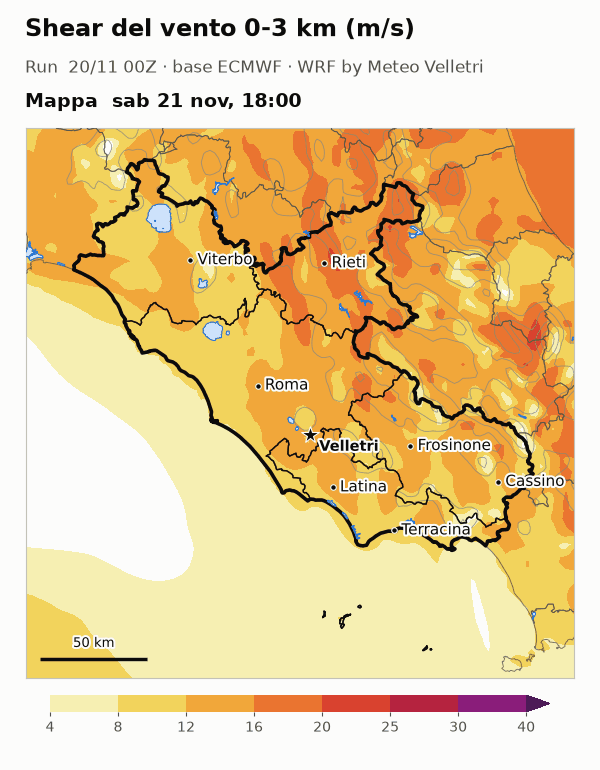 Shear del vento 0-3 km (m/s)
Run  20/11 00Z · base ECMWF · WRF by Meteo Velletri
Mappa  sab 21 nov, 18:00
Viterbo
Rieti
Roma
Velletri
Frosinone
Cassino
Latina
Terracina
50 km
4 8 12 16 20 25 30 40